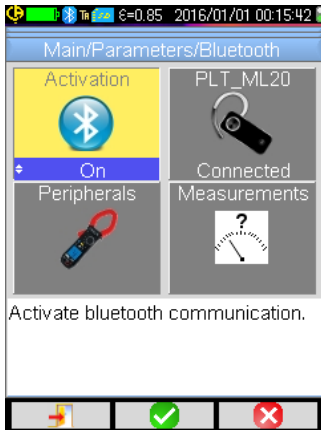 ε=0.85 2016/01/01 00:15:42
Main/Parameters/Bluetooth
Activation
PLT_ML20
On
Connected
Peripherals
Measurements
?
Activate bluetooth communication.